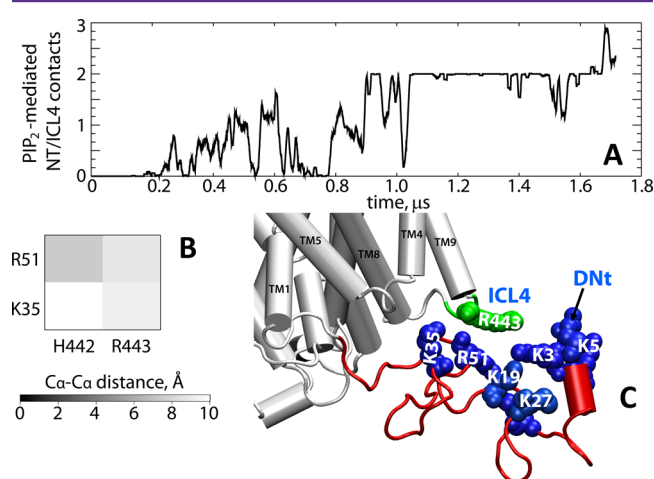 PIP2-mediated
NT/ICL4 contacts
3
2
1
0
A
0 0.2 0.4 0.6 0.8 1.0 1.2 1.4 1.6 1.8
time, μs
B
R51
K35
H442 R443
Cα-Cα distance, Å
0 2 4 6 8 10
TM5
TM4
TM9
TM8
TM1
ICL4
DNt
R443
K35
R51
K3
K5
K19
K27
C